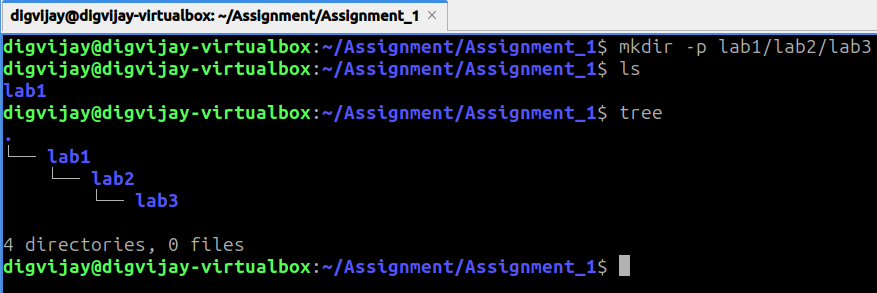 digvijay@digvijay-virtualbox: ~/Assignment/Assignment_1 ×
digvijay@digvijay-virtualbox:~/Assignment/Assignment_1$ mkdir -p lab1/lab2/lab3
digvijay@digvijay-virtualbox:~/Assignment/Assignment_1$ ls
lab1
digvijay@digvijay-virtualbox:~/Assignment/Assignment_1$ tree
.
└── lab1
    └── lab2
        └── lab3
4 directories, 0 files
digvijay@digvijay-virtualbox:~/Assignment/Assignment_1$